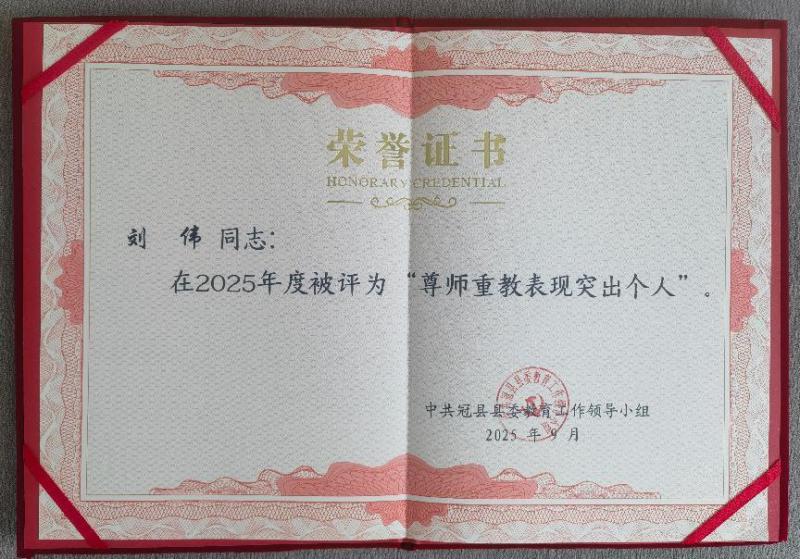 荣誉证书
HONORARY CREDENTIAL
刘 伟 同志:
在2025年度被评为“尊师重教表现突出个人”。
中共冠县县委教育工作领导小组
2025 年 9 月